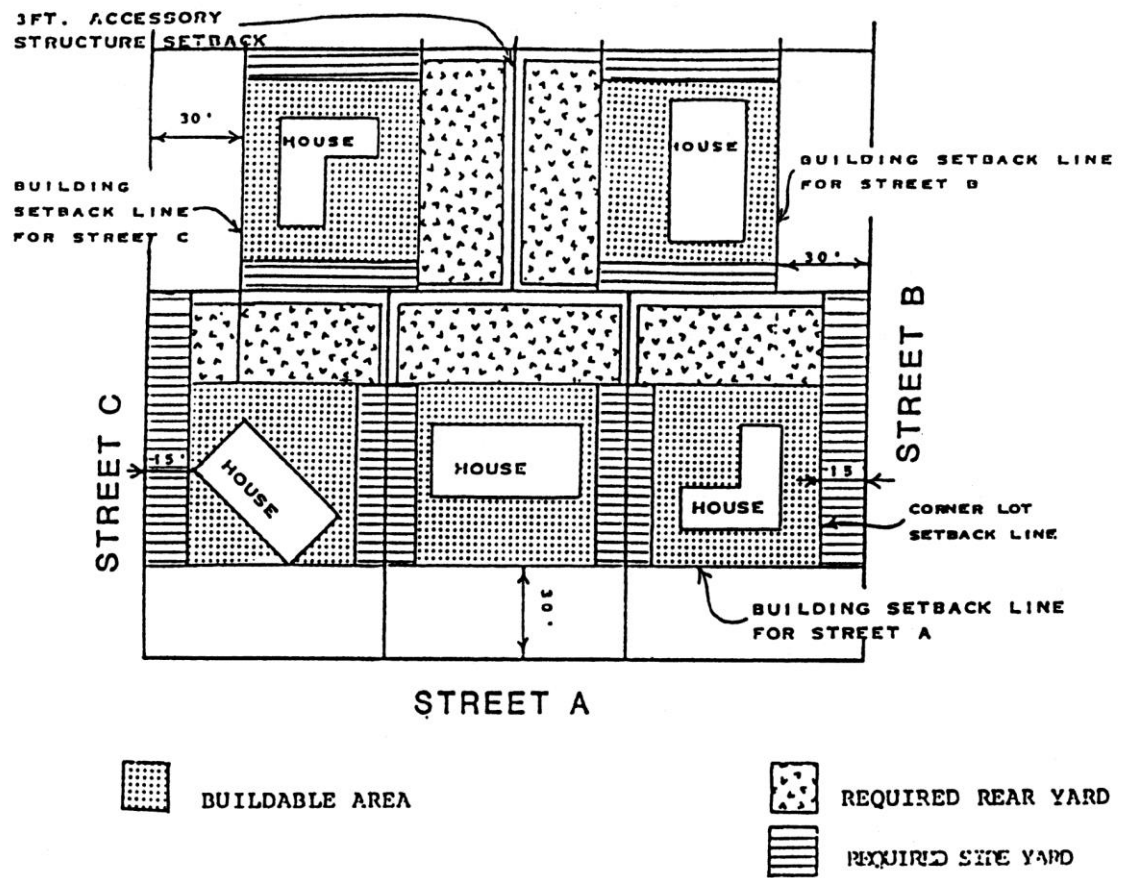 3FT. ACCESSORY
STRUCTURE SETBACK
30'
HOUSE
HOUSE
BUILDING SETBACK LINE
FOR STREET B
BUILDING
SETBACK LINE
FOR STREET C
30'
STREET B
STREET C
15'
HOUSE
HOUSE
HOUSE
15
CORNER LOT
SETBACK LINE
30'
BUILDING SETBACK LINE
FOR STREET A
STREET A
BUILDABLE AREA
REQUIRED REAR YARD
REQUIRED SIDE YARD